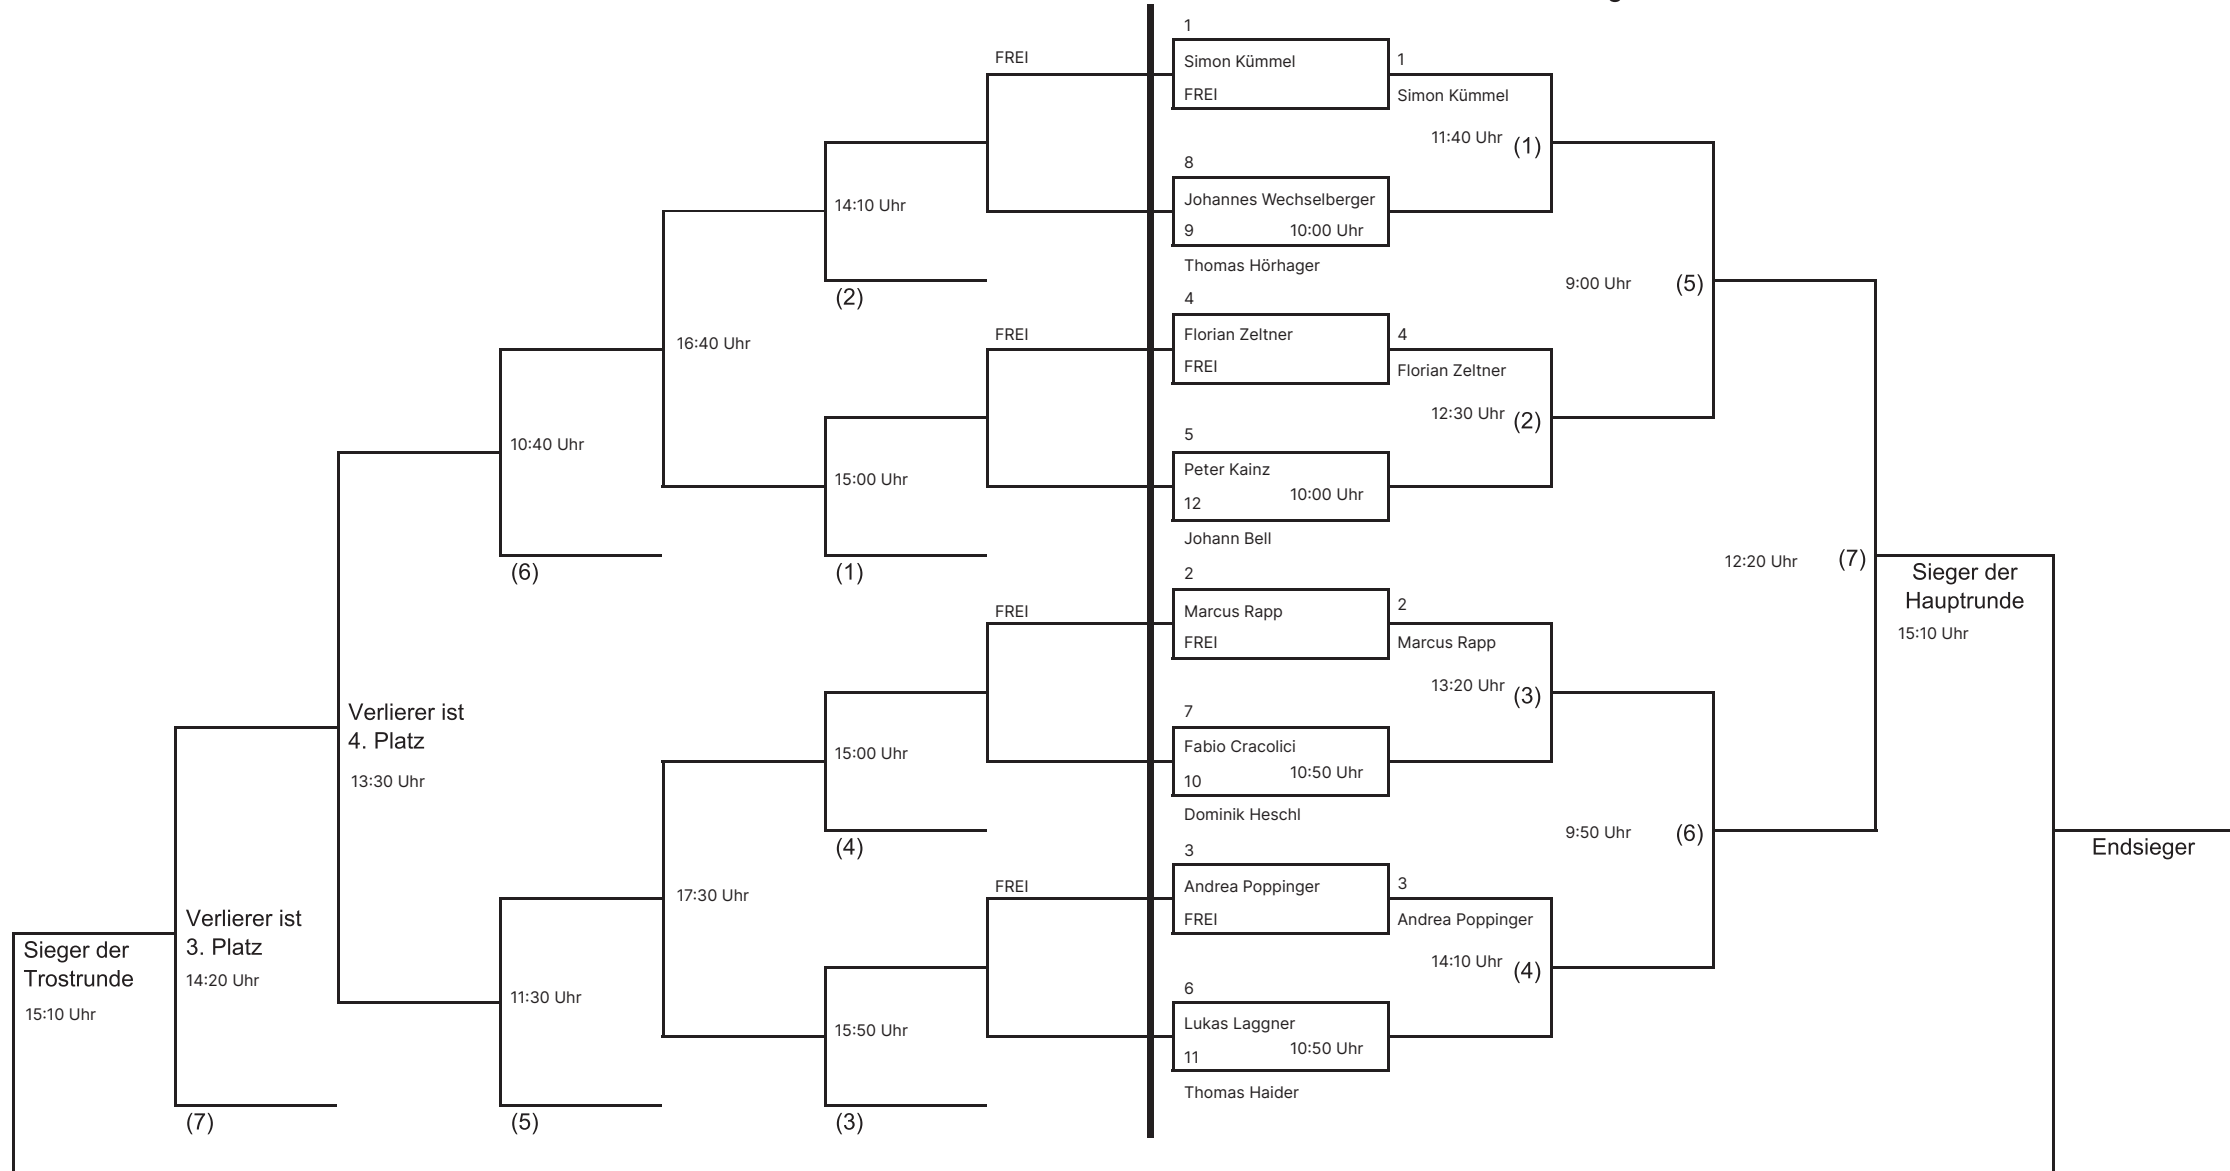 1
FREI
Simon Kümmel
1
FREI
Simon Kümmel
11:40 Uhr
(1)
8
14:10 Uhr
Johannes Wechselberger
9
10:00 Uhr
Thomas Hörhager
9:00 Uhr
(5)
(2)
4
FREI
Florian Zeltner
4
16:40 Uhr
FREI
Florian Zeltner
12:30 Uhr
(2)
5
10:40 Uhr
Peter Kainz
15:00 Uhr
12
10:00 Uhr
Johann Bell
12:20 Uhr
(7)
(6)
(1)
2
Sieger der
Hauptrunde
15:10 Uhr
FREI
Marcus Rapp
2
FREI
Marcus Rapp
13:20 Uhr
(3)
Verlierer ist
4. Platz
13:30 Uhr
7
15:00 Uhr
Fabio Cracolici
10
10:50 Uhr
Dominik Heschl
9:50 Uhr
(6)
(4)
Endsieger
3
FREI
Andrea Poppinger
3
17:30 Uhr
FREI
Andrea Poppinger
Verlierer ist
3. Platz
14:20 Uhr
Sieger der
Trostrunde
15:10 Uhr
14:10 Uhr
(4)
11:30 Uhr
6
15:50 Uhr
Lukas Laggner
11
10:50 Uhr
Thomas Haider
(7)
(5)
(3)